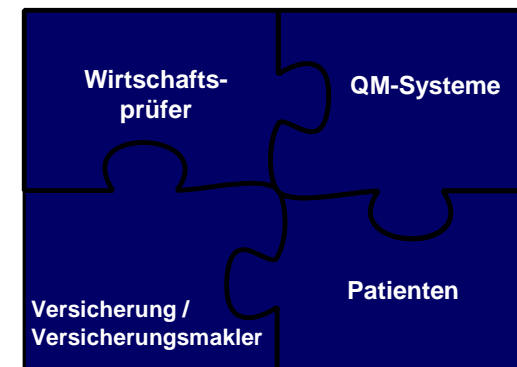 Wirtschafts-
prüfer
QM-Systeme
Versicherung /
Versicherungsmakler
Patienten